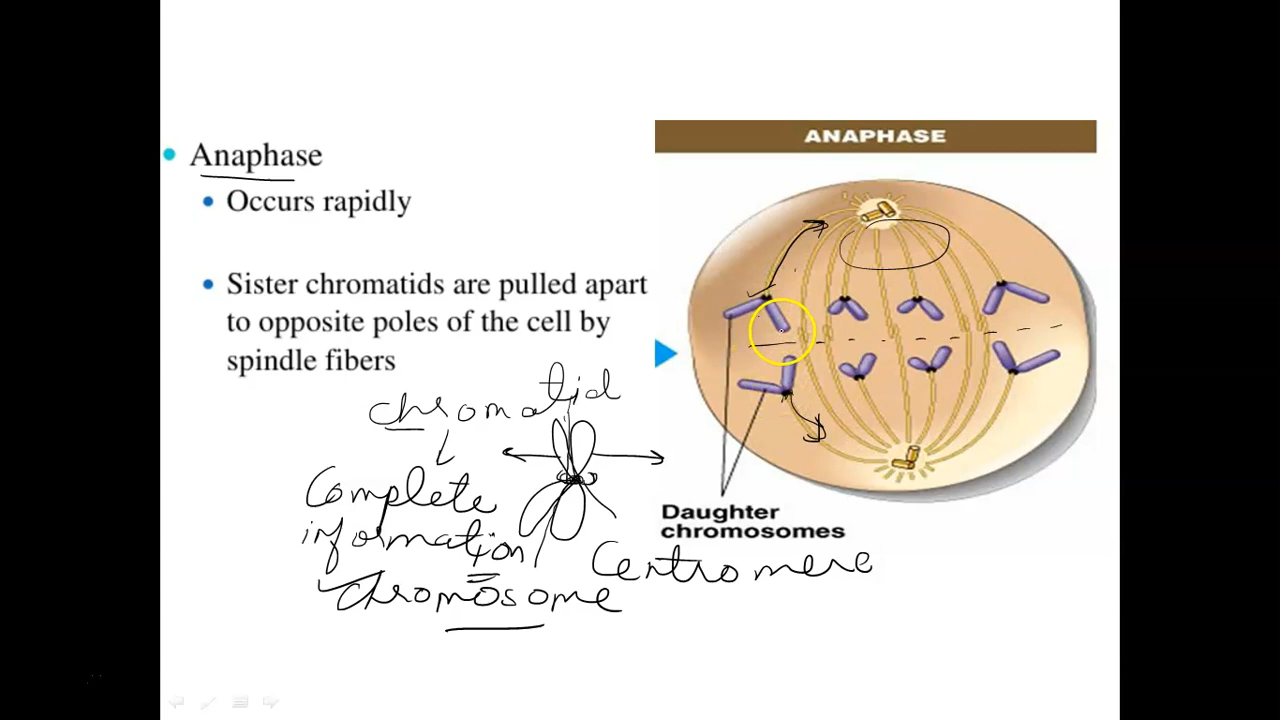 Anaphase
Occurs rapidly
Sister chromatids are pulled apart
to opposite poles of the cell by
spindle fibers
chromatid
Complete
information
chromosome
Centromere
ANAPHASE
Daughter
chromosomes